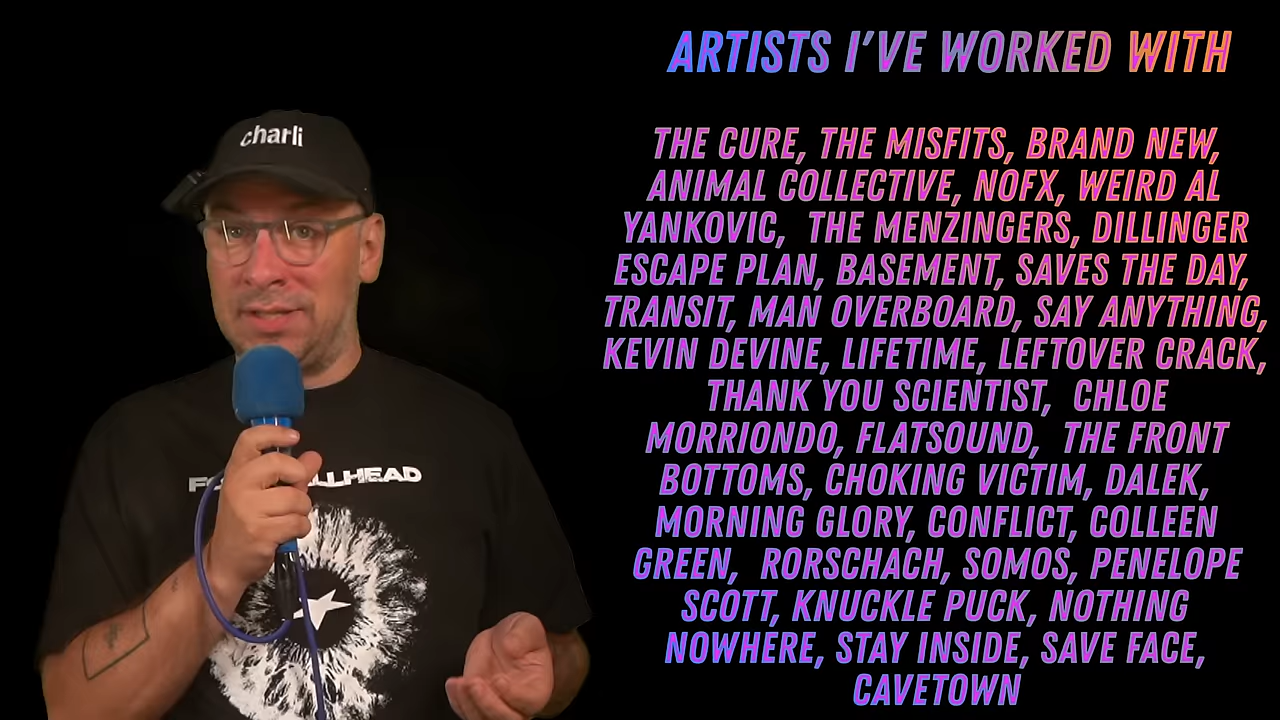 ARTISTS I'VE WORKED WITH
THE CURE, THE MISFITS, BRAND NEW,
ANIMAL COLLECTIVE, NOFX, WEIRD AL
YANKOVIC, THE MENZINGERS, DILLINGER
ESCAPE PLAN, BASEMENT, SAVES THE DAY,
TRANSIT, MAN OVERBOARD, SAY ANYTHING,
KEVIN DEVINE, LIFETIME, LEFTOVER CRACK,
THANK YOU SCIENTIST, CHLOE
MORRIONDO, FLATSOUND, THE FRONT
BOTTOMS, CHOKING VICTIM, DALEK,
MORNING GLORY, CONFLICT, COLLEEN
GREEN, RORSCHACH, SOMOS, PENELOPE
SCOTT, KNUCKLE PUCK, NOTHING
NOWHERE, STAY INSIDE, SAVE FACE,
CAVETOWN
charli